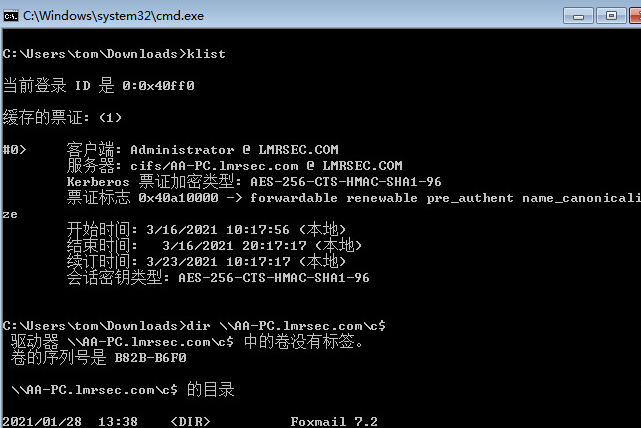 C:\Windows\system32\cmd.exe
C:\Users\tom\Downloads>klist
当前登录 ID 是 0:0x40ff0
缓存的票证: (1)
#0>     客户端: Administrator @ LMRSEC.COM
        服务器: cifs/AA-PC.lmrsec.com @ LMRSEC.COM
        Kerberos 票证加密类型: AES-256-CTS-HMAC-SHA1-96
        票证标志 0x40a10000 -> forwardable renewable pre_authent name_canonicali
ze
        开始时间: 3/16/2021 10:17:56 (本地)
        结束时间:   3/16/2021 20:17:17 (本地)
        续订时间: 3/23/2021 10:17:17 (本地)
        会话密钥类型: AES-256-CTS-HMAC-SHA1-96
C:\Users\tom\Downloads>dir \\AA-PC.lmrsec.com\c$
 驱动器 \\AA-PC.lmrsec.com\c$ 中的卷没有标签。
 卷的序列号是 B82B-B6F0
 \\AA-PC.lmrsec.com\c$ 的目录
2021/01/28  13:38    <DIR>          Foxmail 7.2